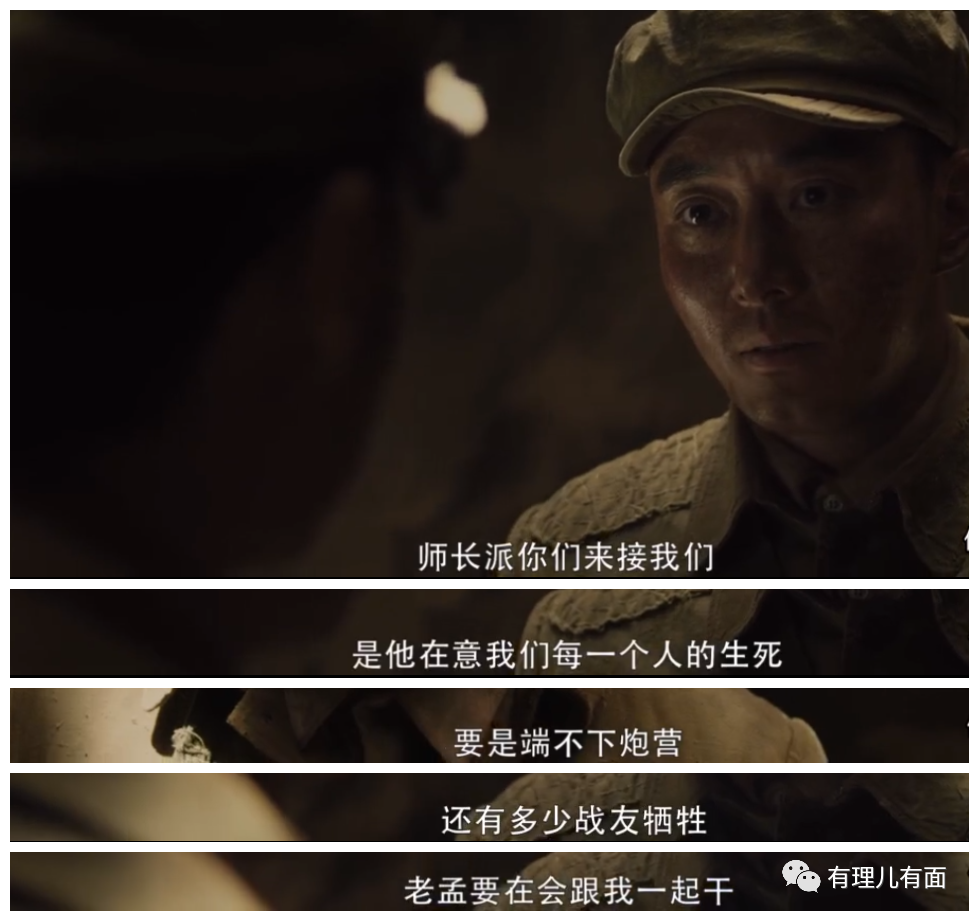 师长派你们来接我们
是他在意我们每一个人的生死
要是端不下炮营
还有多少战友牺牲
老孟要在会跟我一起干
有理儿有面